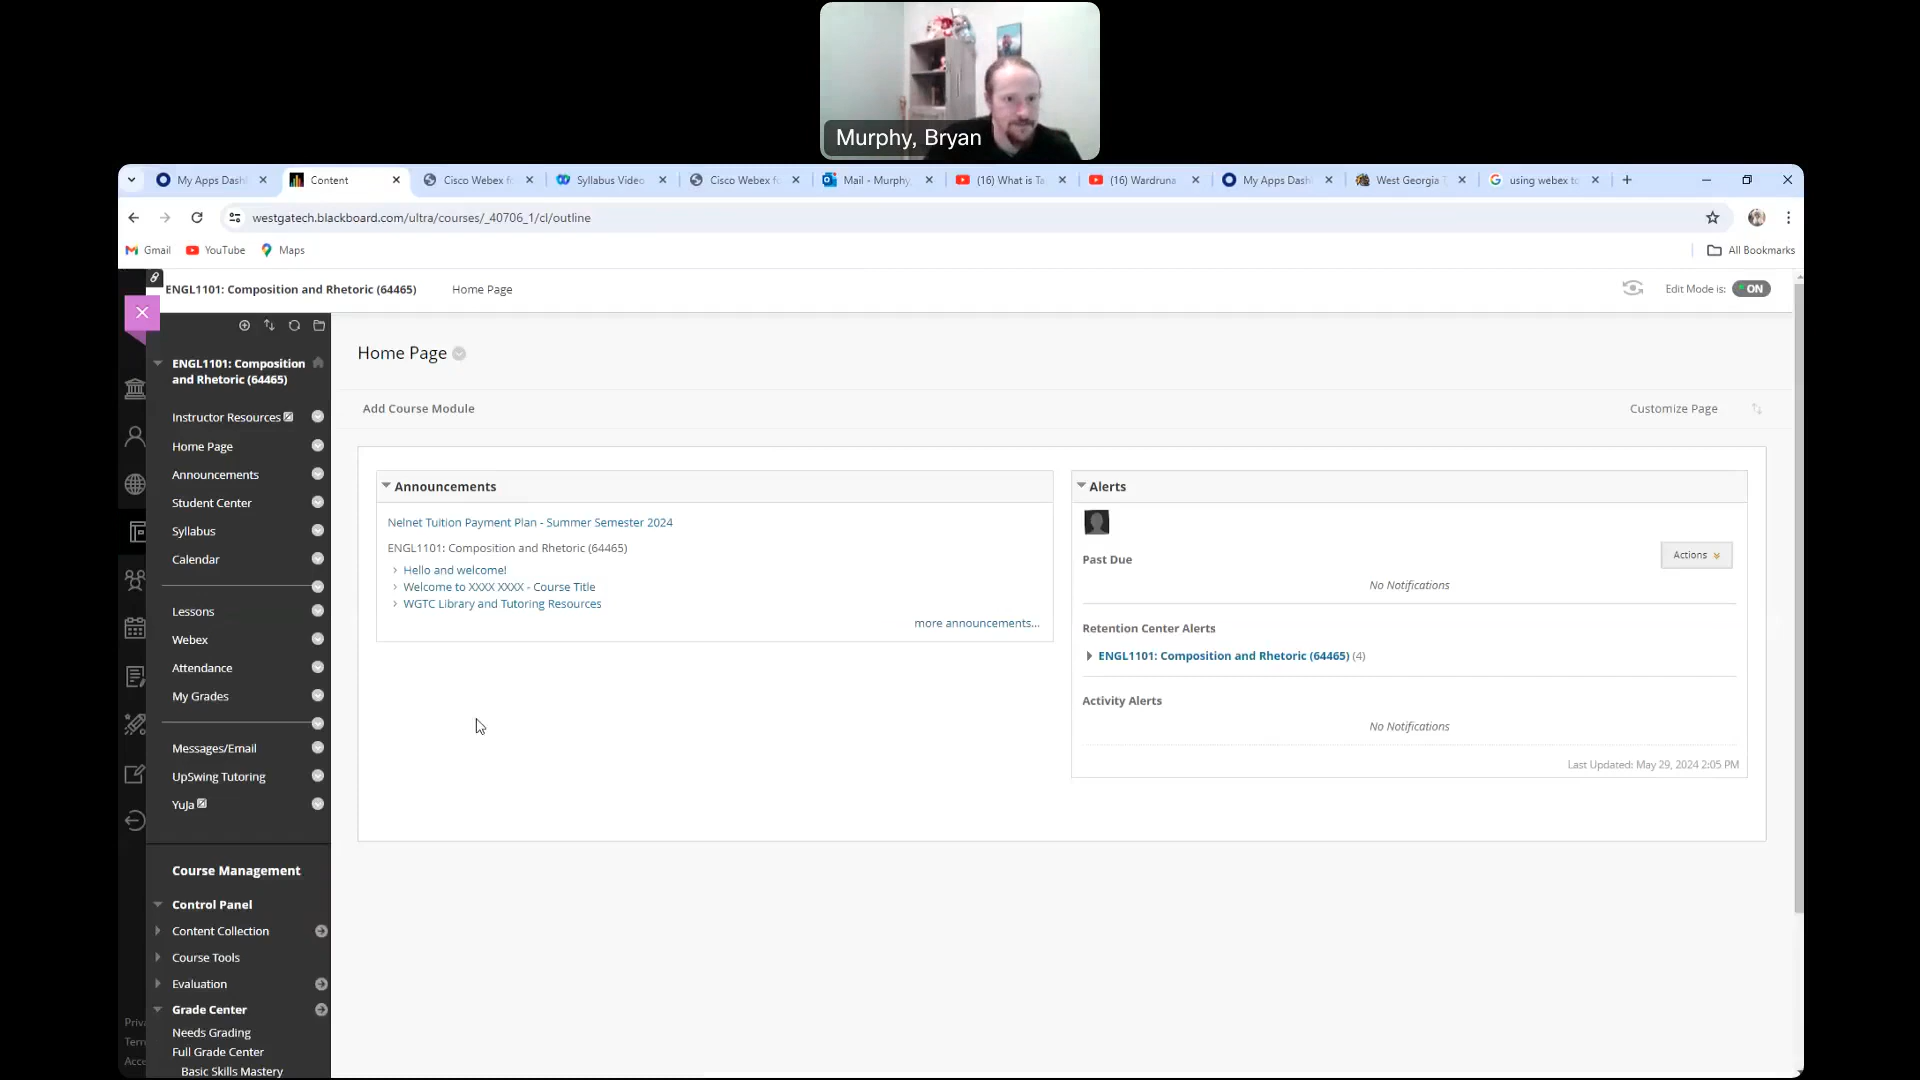 Murphy, Bryan
My Apps Dash
Content
Cisco Webex fo
Syllabus Video
Cisco Webex fo
Mail - Murphy,
(16) What is Ta
(16) Wardruna
My Apps Dash
West Georgia T
using webex to
westgatech.blackboard.com/ultra/courses/_40706_1/cl/outline
Gmail
YouTube
Maps
All Bookmarks
ENGL1101: Composition and Rhetoric (64465)
Home Page
Edit Mode is:
ON
ENGL1101: Composition
and Rhetoric (64465)
Instructor Resources
Home Page
Announcements
Student Center
Syllabus
Calendar
Lessons
Webex
Attendance
My Grades
Messages/Email
UpSwing Tutoring
YuJa
Course Management
Control Panel
Content Collection
Course Tools
Evaluation
Grade Center
Needs Grading
Full Grade Center
Basic Skills Mastery
Priva
Term
Acce
Home Page
Add Course Module
Customize Page
Announcements
Nelnet Tuition Payment Plan - Summer Semester 2024
ENGL1101: Composition and Rhetoric (64465)
Hello and welcome!
Welcome to XXXX XXXX - Course Title
WGTC Library and Tutoring Resources
more announcements...
Alerts
Actions
Past Due
No Notifications
Retention Center Alerts
ENGL1101: Composition and Rhetoric (64465) (4)
Activity Alerts
No Notifications
Last Updated: May 29, 2024 2:05 PM